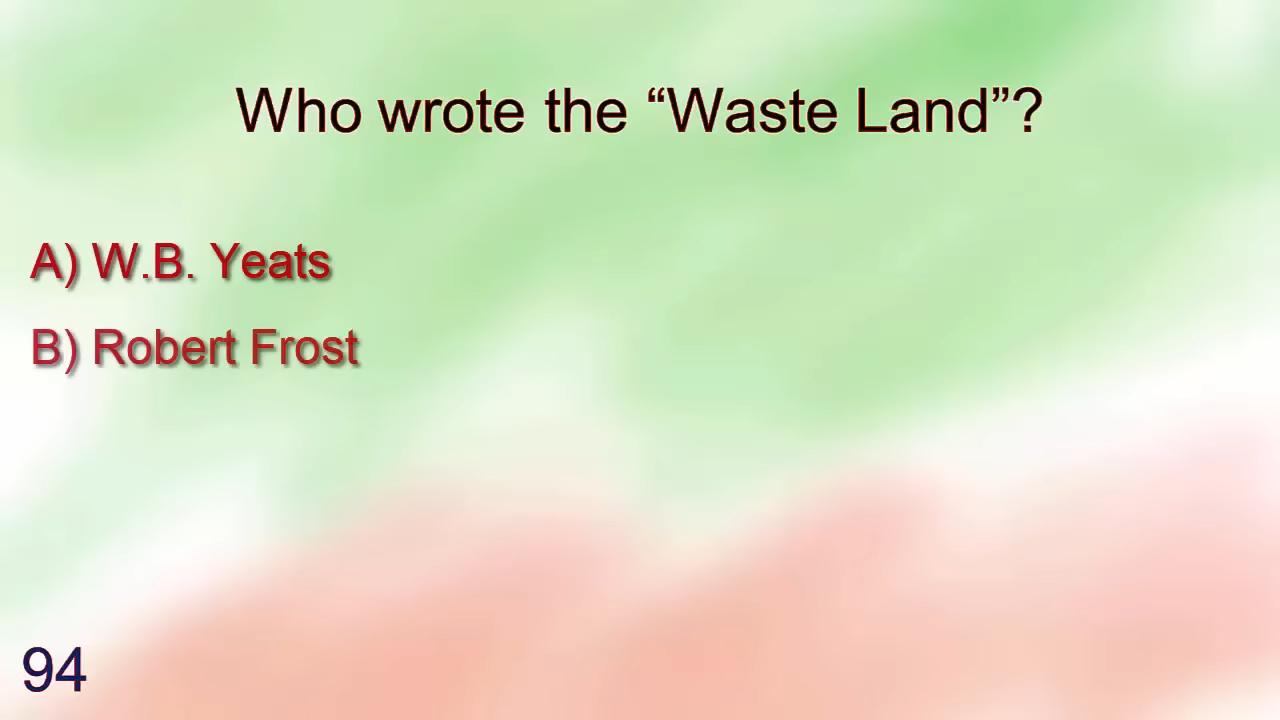 Who wrote the “Waste Land”?
A) W.B. Yeats
B) Robert Frost
94